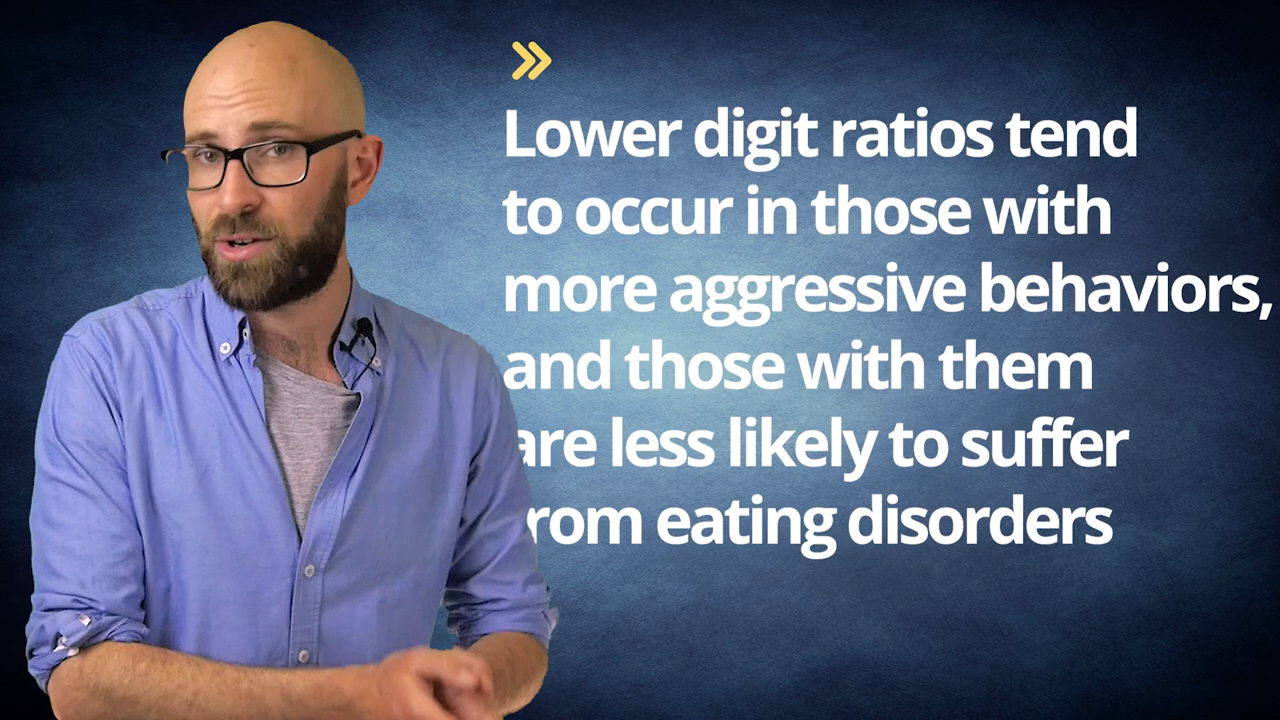 Lower digit ratios tend
to occur in those with
more aggressive behaviors,
and those with them
are less likely to suffer
from eating disorders